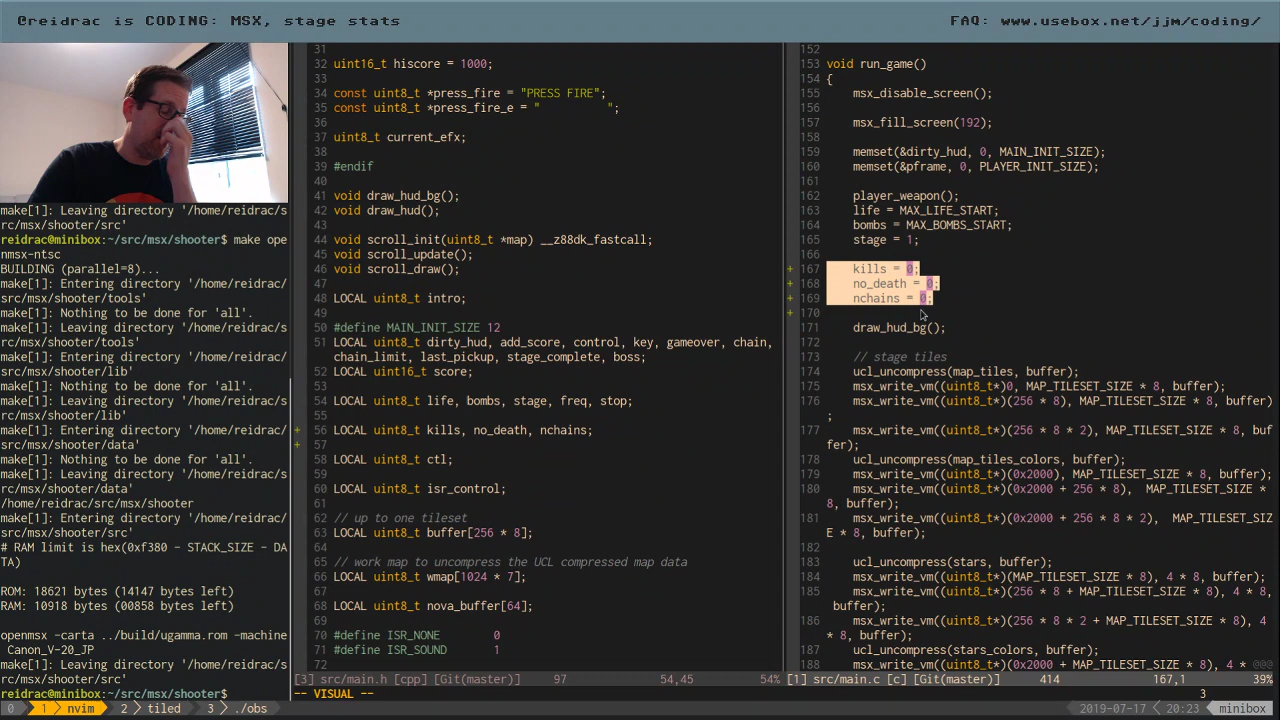 @reidrac is CODING: MSX, stage stats
FAQ: www.usebox.net/jjm/coding/
make[1]: Leaving directory '/home/reidrac/s
rc/msx/shooter/src'
reidrac@minibox:~/src/msx/shooter$ make ope
nmsx-ntsc
BUILDING (parallel=8)...
make[1]: Entering directory '/home/reidrac/
src/msx/shooter/tools'
make[1]: Nothing to be done for 'all'.
make[1]: Leaving directory '/home/reidrac/s
rc/msx/shooter/tools'
make[1]: Entering directory '/home/reidrac/
src/msx/shooter/lib'
make[1]: Nothing to be done for 'all'.
make[1]: Leaving directory '/home/reidrac/s
rc/msx/shooter/lib'
make[1]: Entering directory '/home/reidrac/
src/msx/shooter/data'
make[1]: Nothing to be done for 'all'.
make[1]: Leaving directory '/home/reidrac/s
rc/msx/shooter/data'
/home/reidrac/src/msx/shooter
make[1]: Entering directory '/home/reidrac/
src/msx/shooter/src'
# RAM limit is hex(0xf380 - STACK_SIZE - DA
TA)
ROM: 18621 bytes (14147 bytes left)
RAM: 10918 bytes (00858 bytes left)
openmsx -carta ../build/ugamma.rom -machine
Canon_V-20_JP
make[1]: Leaving directory '/home/reidrac/s
rc/msx/shooter/src'
reidrac@minibox:~/src/msx/shooter$
31
32 uint16_t hiscore = 1000;
33
34 const uint8_t *press_fire = "PRESS FIRE";
35 const uint8_t *press_fire_e = "          ";
36
37 uint8_t current_efx;
38
39 #endif
40
41 void draw_hud_bg();
42 void draw_hud();
43
44 void scroll_init(uint8_t *map) __z88dk_fastcall;
45 void scroll_update();
46 void scroll_draw();
47
48 LOCAL uint8_t intro;
49
50 #define MAIN_INIT_SIZE 12
51 LOCAL uint8_t dirty_hud, add_score, control, key, gameover, chain,
chain_limit, last_pickup, stage_complete, boss;
52 LOCAL uint16_t score;
53
54 LOCAL uint8_t life, bombs, stage, freq, stop;
55
+ 56 LOCAL uint8_t kills, no_death, nchains;
+ 57
58 LOCAL uint8_t ctl;
59
60 LOCAL uint8_t isr_control;
61
62 // up to one tileset
63 LOCAL uint8_t buffer[256 * 8];
64
65 // work map to uncompress the UCL compressed map data
66 LOCAL uint8_t wmap[1024 * 7];
67
68 LOCAL uint8_t nova_buffer[64];
69
70 #define ISR_NONE 0
71 #define ISR_SOUND 1
72
[3] src/main.h [cpp] [Git(master)] 97 54,45 54%
152
153 void run_game()
154 {
155 msx_disable_screen();
156
157 msx_fill_screen(192);
158
159 memset(&dirty_hud, 0, MAIN_INIT_SIZE);
160 memset(&pframe, 0, PLAYER_INIT_SIZE);
161
162 player_weapon();
163 life = MAX_LIFE_START;
164 bombs = MAX_BOMBS_START;
165 stage = 1;
166
+ 167 kills = 0;
+ 168 no_death = 0;
+ 169 nchains = 0;
+ 170
171 draw_hud_bg();
172
173 // stage tiles
174 ucl_uncompress(map_tiles, buffer);
175 msx_write_vm((uint8_t*)0, MAP_TILESET_SIZE * 8, buffer);
176 msx_write_vm((uint8_t*)(256 * 8), MAP_TILESET_SIZE * 8, buffer)
;
177 msx_write_vm((uint8_t*)(256 * 8 * 2), MAP_TILESET_SIZE * 8, buf
fer);
178 ucl_uncompress(map_tiles_colors, buffer);
179 msx_write_vm((uint8_t*)(0x2000), MAP_TILESET_SIZE * 8, buffer);
180 msx_write_vm((uint8_t*)(0x2000 + 256 * 8), MAP_TILESET_SIZE *
8, buffer);
181 msx_write_vm((uint8_t*)(0x2000 + 256 * 8 * 2), MAP_TILESET_SIZ
E * 8, buffer);
182
183 ucl_uncompress(stars, buffer);
184 msx_write_vm((uint8_t*)(MAP_TILESET_SIZE * 8), 4 * 8, buffer);
185 msx_write_vm((uint8_t*)(256 * 8 + MAP_TILESET_SIZE * 8), 4 * 8,
buffer);
186 msx_write_vm((uint8_t*)(256 * 8 * 2 + MAP_TILESET_SIZE * 8), 4
* 8, buffer);
187 ucl_uncompress(stars_colors, buffer);
188 msx_write_vm((uint8_t*)(0x2000 + MAP_TILESET_SIZE * 8), 4 * @@@
[1] src/main.c [c] [Git(master)] 414 167,1 39%
-- VISUAL -- 3
0 1 nvim 2 tiled 3 ./obs 2019-07-17 20:23 minibox